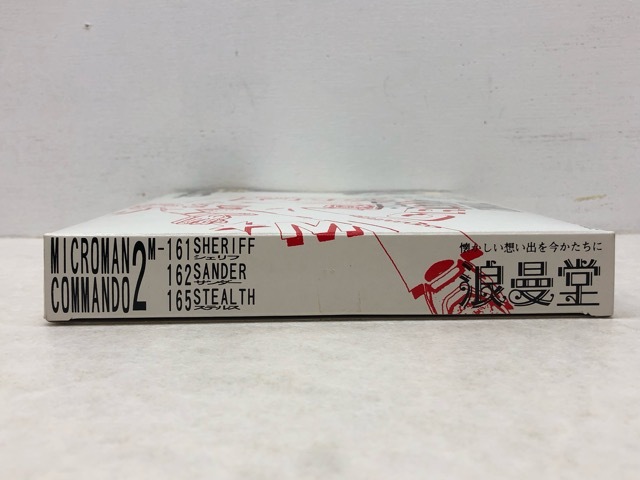 MICROMAN
COMMANDO 2
M-161 SHERIFF
シェリフ
162 SANDER
サンダー
165 STEALTH
ステルス
懐かしい想い出を今かたちに
浪曼堂